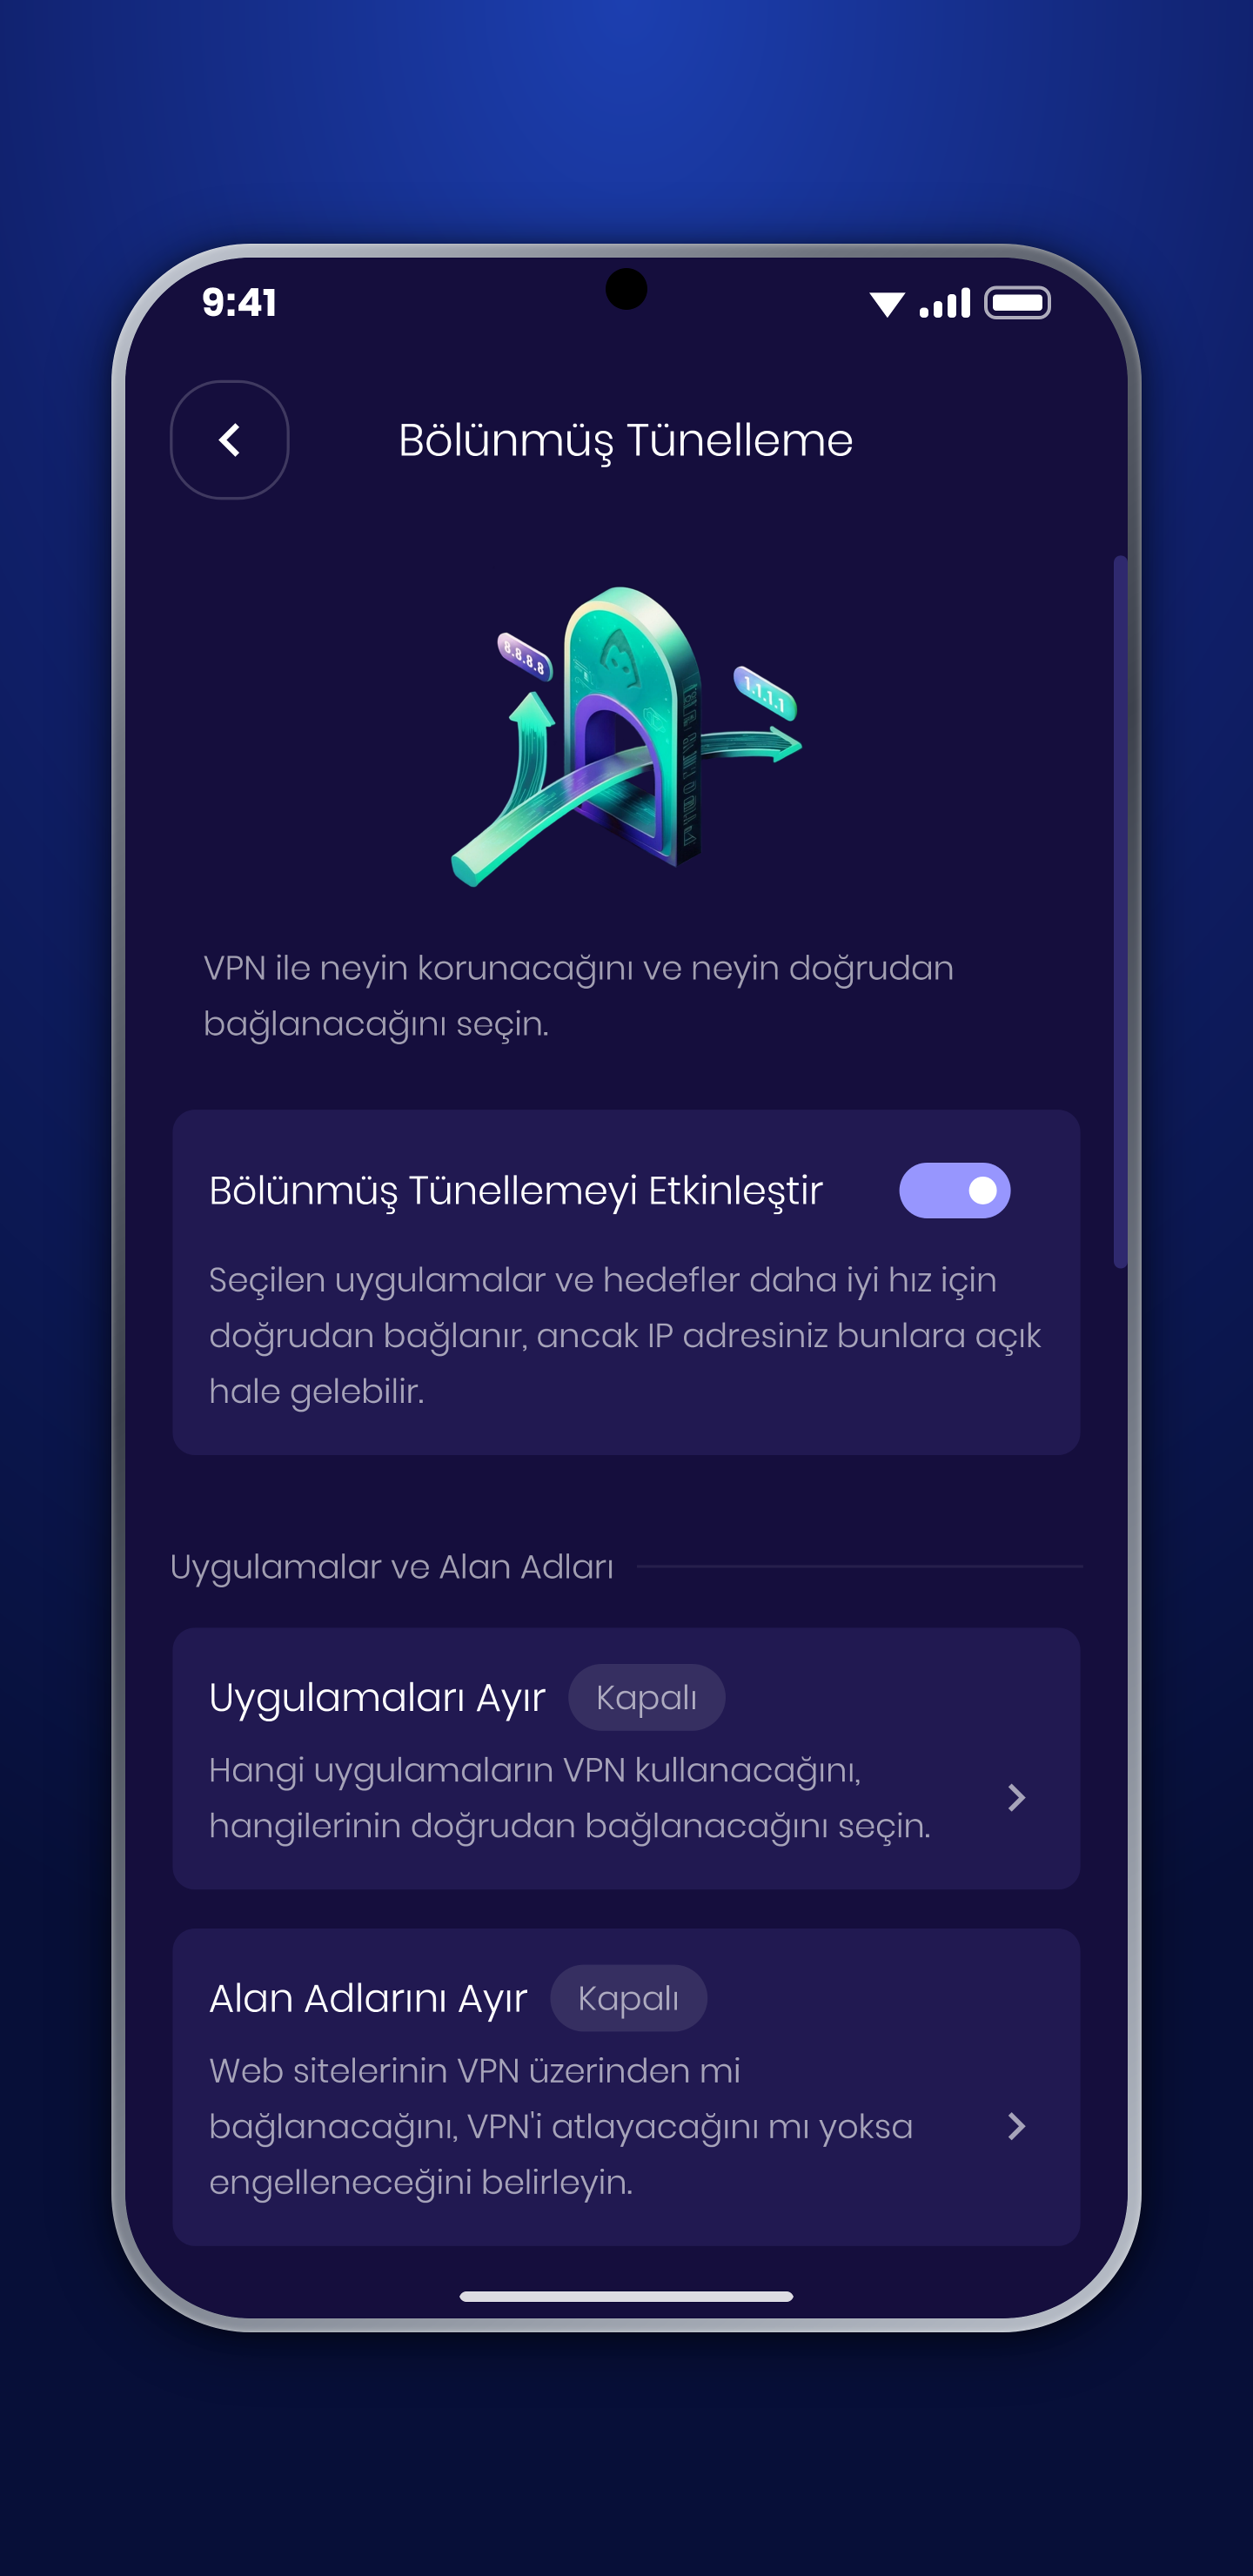 9:41
Bölünmüş Tünelleme
8.8.8.8
1.1.1.1
VPN ile neyin korunacağını ve neyin doğrudan
bağlanacağını seçin.
Bölünmüş Tünellemeyi Etkinleştir
Seçilen uygulamalar ve hedefler daha iyi hız için
doğrudan bağlanır, ancak IP adresiniz bunlara açık
hale gelebilir.
Uygulamalar ve Alan Adları
Uygulamaları Ayır Kapalı
Hangi uygulamaların VPN kullanacağını,
hangilerinin doğrudan bağlanacağını seçin.
Alan Adlarını Ayır Kapalı
Web sitelerinin VPN üzerinden mi
bağlanacağını, VPN'i atlayacağını mı yoksa
engelleneceğini belirleyin.